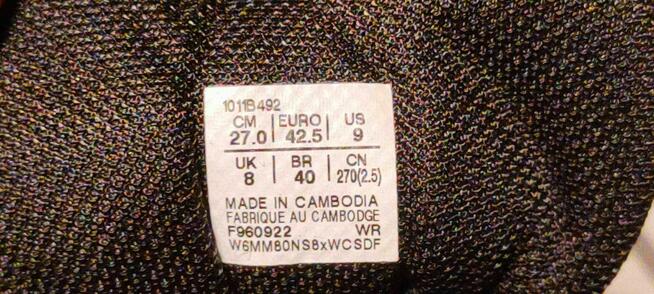 1011B492
CM EURO US
27.0 42.5 9
UK BR CN
8 40 270(2.5)
MADE IN CAMBODIA
FABRIQUE AU CAMBODGE
F960922 WR
W6MM80NS8xWCSDF